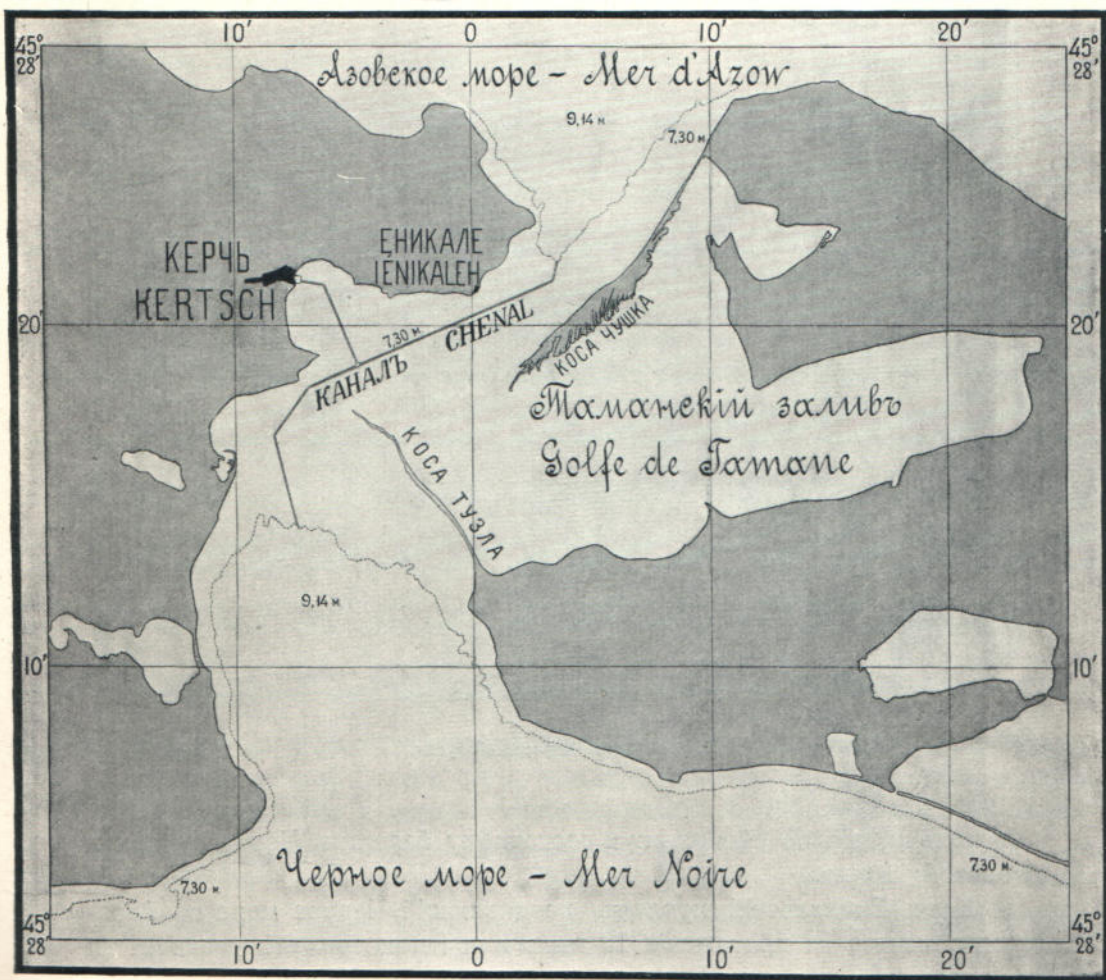 10′ 0 10′ 20′
45° 28′ 45° 28′
Азовское море – Mer d'Azow
9,14 м.
7,30 м.
КЕРЧЬ
KERTSCH
ЕНИКАЛЕ
IENIKALEH
20′ 20′
7,30 м.
КАНАЛЪ CHENAL
КОСА ЧУШКА
Таманскій заливъ
Golfe de Tamane
КОСА ТУЗЛА
9,14 м.
10′ 10′
Черное море – Mer Noire
7,30 м.
7,30 м.
45° 28′ 45° 28′
10′ 0 10′ 20′